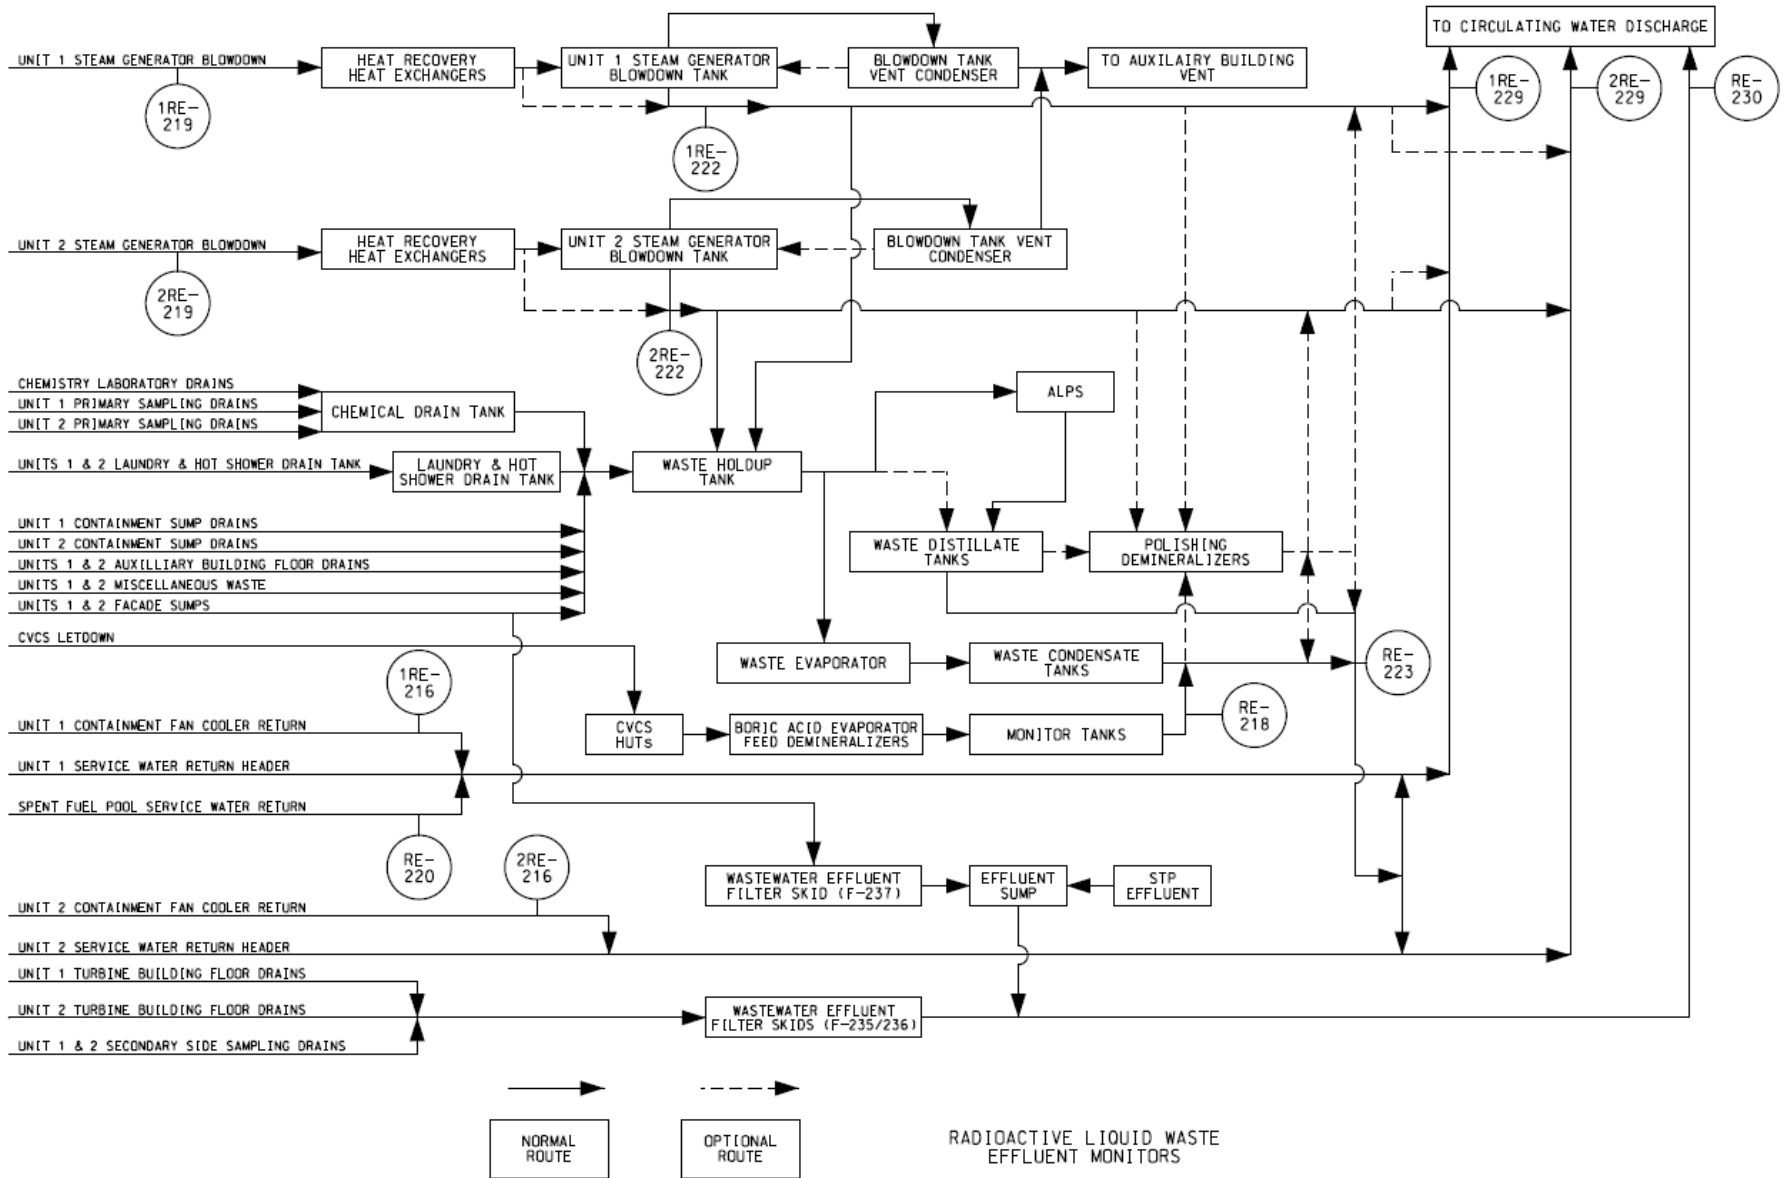 TO CIRCULATING WATER DISCHARGE
UNIT 1 STEAM GENERATOR BLOWDOWN
HEAT RECOVERY
HEAT EXCHANGERS
UNIT 1 STEAM GENERATOR
BLOWDOWN TANK
BLOWDOWN TANK
VENT CONDENSER
TO AUXILAIRY BUILDING
VENT
1RE-
229
2RE-
229
RE-
230
1RE-
219
1RE-
222
UNIT 2 STEAM GENERATOR BLOWDOWN
HEAT RECOVERY
HEAT EXCHANGERS
UNIT 2 STEAM GENERATOR
BLOWDOWN TANK
BLOWDOWN TANK VENT
CONDENSER
2RE-
219
2RE-
222
CHEMISTRY LABORATORY DRAINS
UNIT 1 PRIMARY SAMPLING DRAINS
UNIT 2 PRIMARY SAMPLING DRAINS
CHEMICAL DRAIN TANK
ALPS
UNITS 1 & 2 LAUNDRY & HOT SHOWER DRAIN TANK
LAUNDRY & HOT
SHOWER DRAIN TANK
WASTE HOLDUP
TANK
UNIT 1 CONTAINMENT SUMP DRAINS
UNIT 2 CONTAINMENT SUMP DRAINS
UNITS 1 & 2 AUXILLIARY BUILDING FLOOR DRAINS
UNITS 1 & 2 MISCELLANEOUS WASTE
UNITS 1 & 2 FACADE SUMPS
WASTE DISTILLATE
TANKS
POLISHING
DEMINERALIZERS
CVCS LETDOWN
WASTE EVAPORATOR
WASTE CONDENSATE
TANKS
RE-
223
1RE-
216
UNIT 1 CONTAINMENT FAN COOLER RETURN
CVCS
HUTs
BORIC ACID EVAPORATOR
FEED DEMINERALIZERS
MONITOR TANKS
RE-
218
UNIT 1 SERVICE WATER RETURN HEADER
SPENT FUEL POOL SERVICE WATER RETURN
RE-
220
2RE-
216
WASTEWATER EFFLUENT
FILTER SKID (F-237)
EFFLUENT
SUMP
STP
EFFLUENT
UNIT 2 CONTAINMENT FAN COOLER RETURN
UNIT 2 SERVICE WATER RETURN HEADER
UNIT 1 TURBINE BUILDING FLOOR DRAINS
UNIT 2 TURBINE BUILDING FLOOR DRAINS
WASTEWATER EFFLUENT
FILTER SKIDS (F-235/236)
UNIT 1 & 2 SECONDARY SIDE SAMPLING DRAINS
NORMAL
ROUTE
OPTIONAL
ROUTE
RADIOACTIVE LIQUID WASTE
EFFLUENT MONITORS